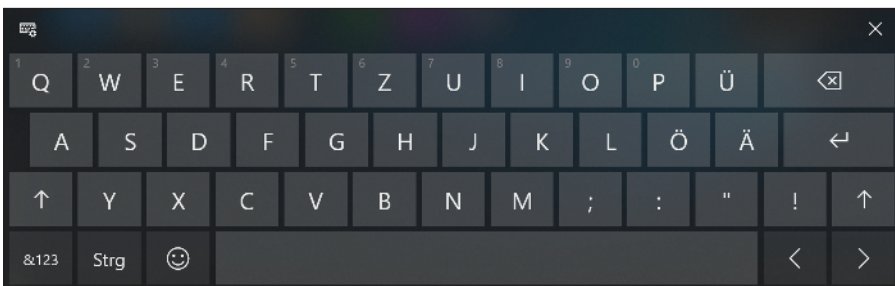 1 Q 2 W 3 E 4 R 5 T 6 Z 7 U 8 I 9 O 0 P Ü
A S D F G H J K L Ö Ä
Y X C V B N M ; : " !
&123 Strg